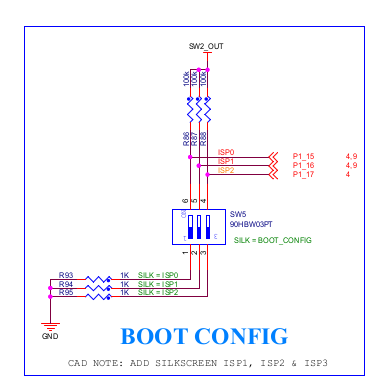 SW2_OUT
100k 100k 100k
R86 R87 R88
ISP0 P1_15 4,9
ISP1 P1_16 4,9
ISP2 P1_17 4
6 5 4
SW5
90HBW03PT
SILK = BOOT_CONFIG
1 3
1 2 3
R93 1K SILK = ISP0
R94 1K SILK = ISP1
R95 1K SILK = ISP2
GND
BOOT CONFIG
CAD NOTE: ADD SILKSCREEN ISP1, ISP2 & ISP3